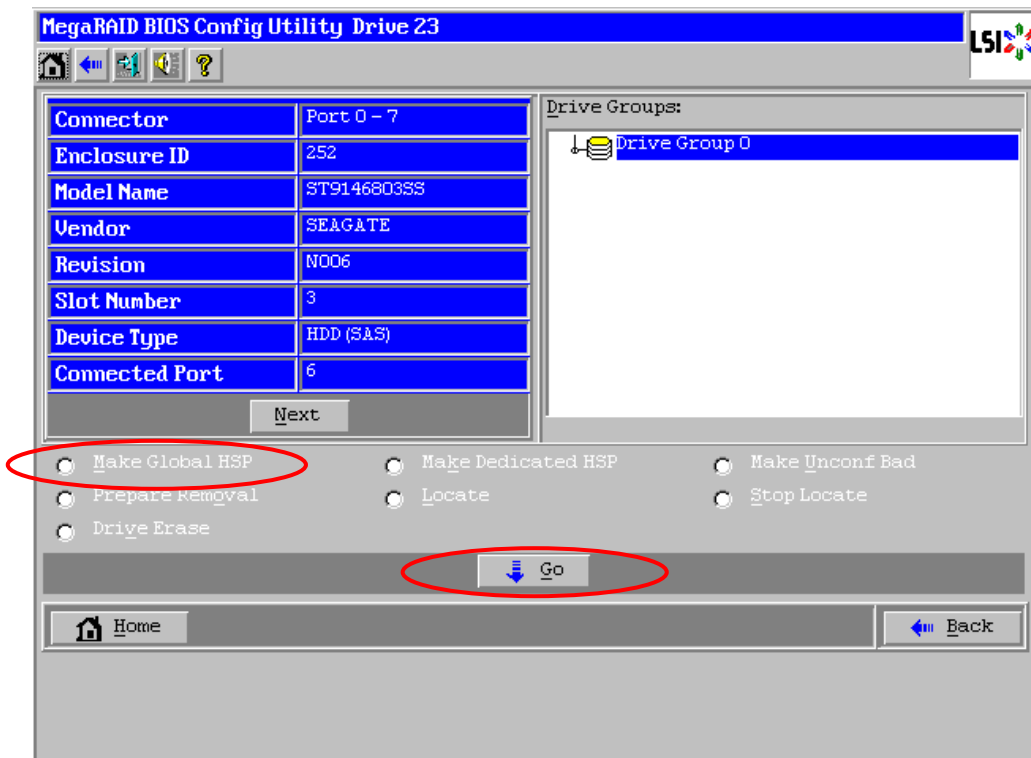 MegaRAID BIOS Config Utility Drive 23
LSI
Connector Port 0 - 7
Enclosure ID 252
Model Name ST9146803SS
Vendor SEAGATE
Revision N006
Slot Number 3
Device Type HDD (SAS)
Connected Port 6
Next
Drive Groups:
Drive Group 0
Make Global HSP Make Dedicated HSP Make Unconf Bad
Prepare Removal Locate Stop Locate
Drive Erase
Go
Home Back